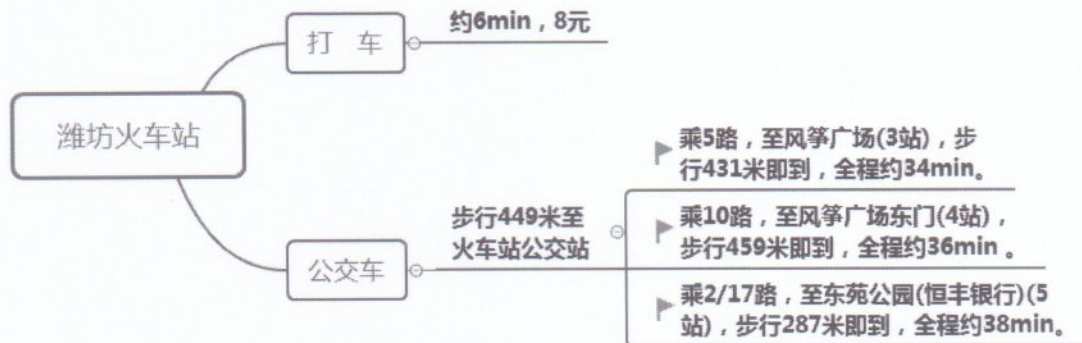 潍坊火车站
打 车
约6min，8元
公交车
步行449米至
火车站公交站
乘5路，至风筝广场(3站)，步
行431米即到，全程约34min。
乘10路，至风筝广场东门(4站)，
步行459米即到，全程约36min 。
乘2/17路，至东苑公园(恒丰银行)(5
站)，步行287米即到，全程约38min。